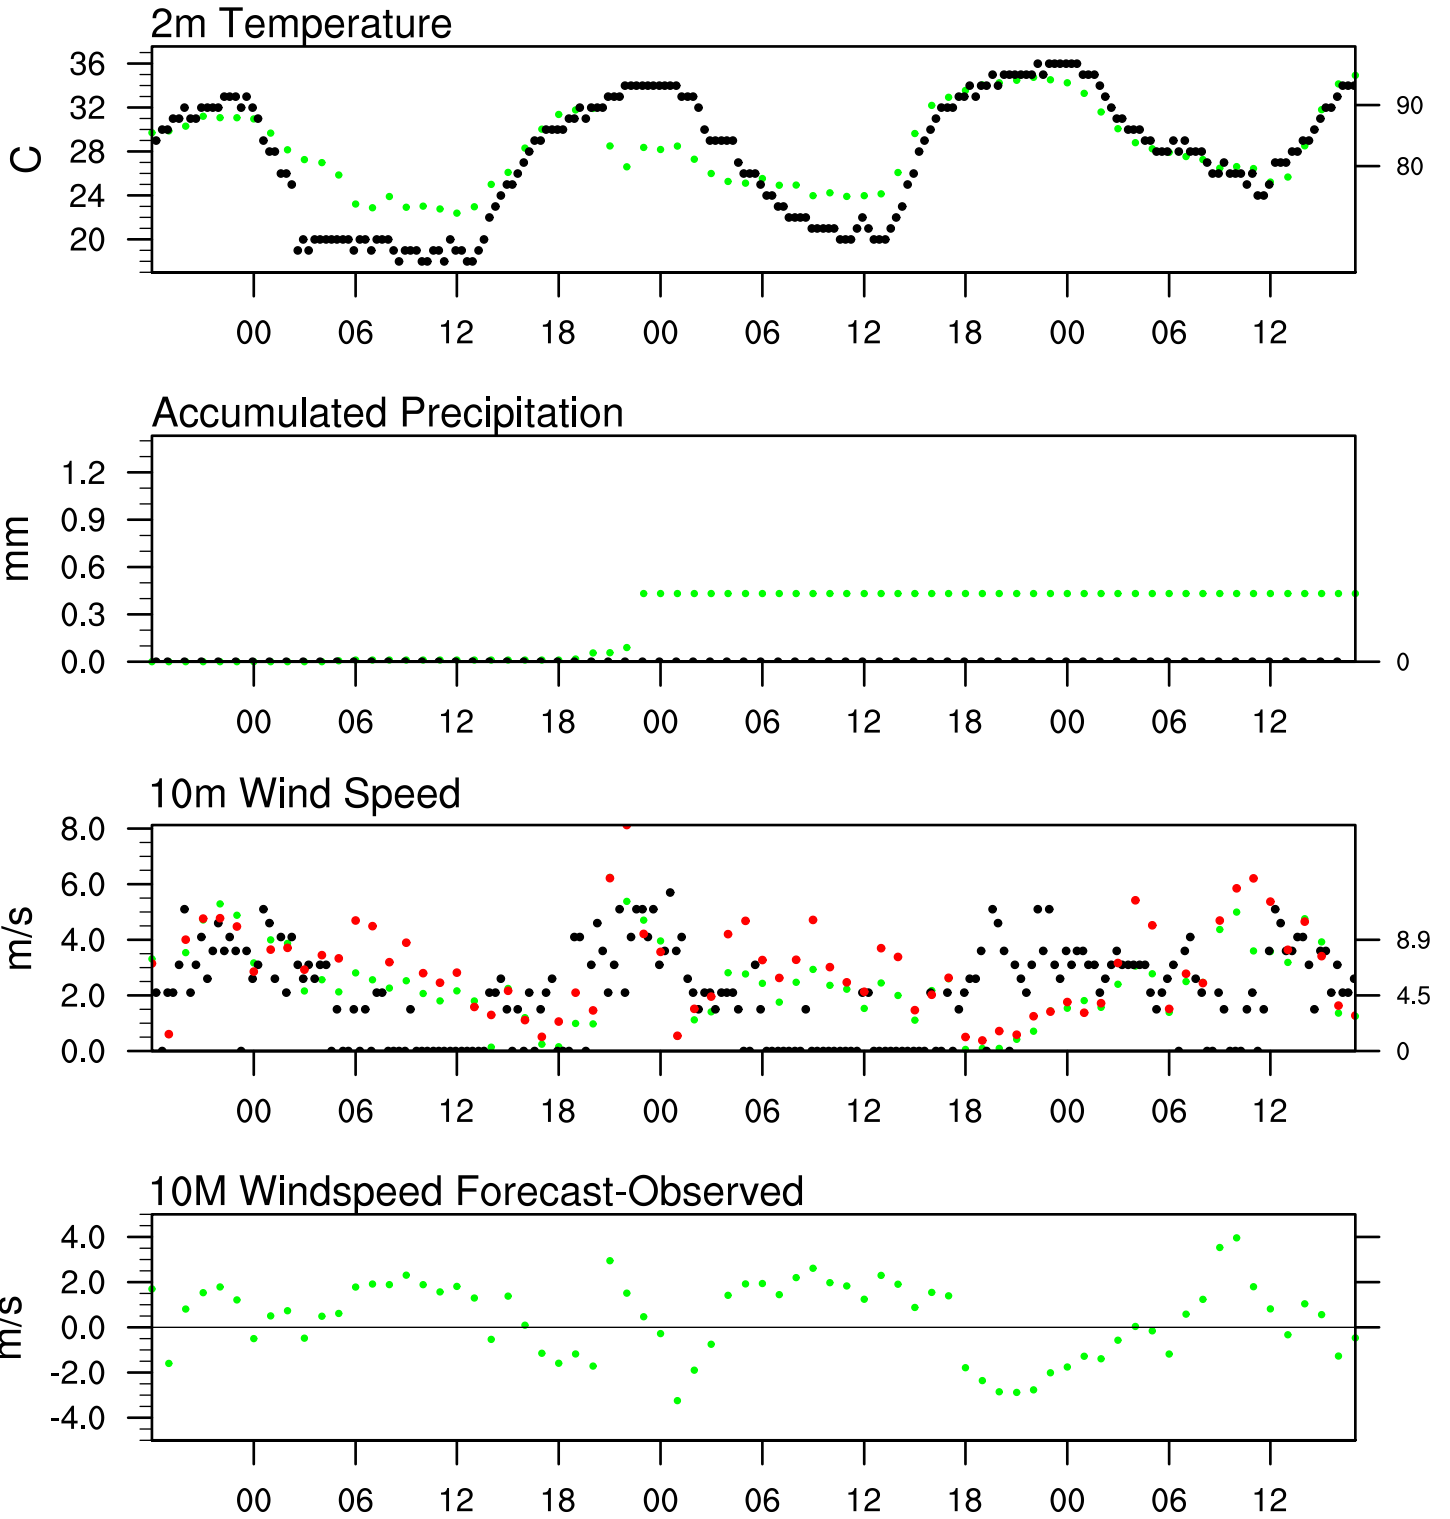 2m Temperature
36
32
28
24
20
C
90
80
00 06 12 18 00 06 12 18 00 06 12
Accumulated Precipitation
1.2
0.9
0.6
0.3
0.0
mm
0
00 06 12 18 00 06 12 18 00 06 12
10m Wind Speed
8.0
6.0
4.0
2.0
0.0
m/s
8.9
4.5
0
00 06 12 18 00 06 12 18 00 06 12
10M Windspeed Forecast-Observed
4.0
2.0
0.0
-2.0
-4.0
m/s
00 06 12 18 00 06 12 18 00 06 12